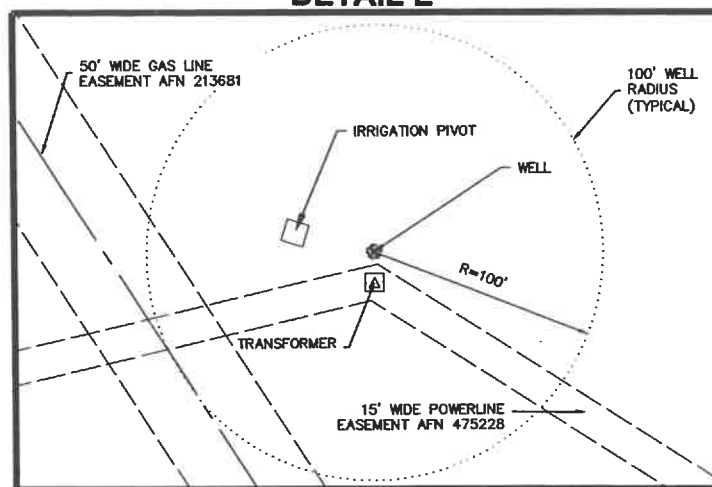 50' WIDE GAS LINE
EASEMENT AFN 213681
100' WELL
RADIUS
(TYPICAL)
IRRIGATION PIVOT
WELL
R=100'
TRANSFORMER
15' WIDE POWERLINE
EASEMENT AFN 475228